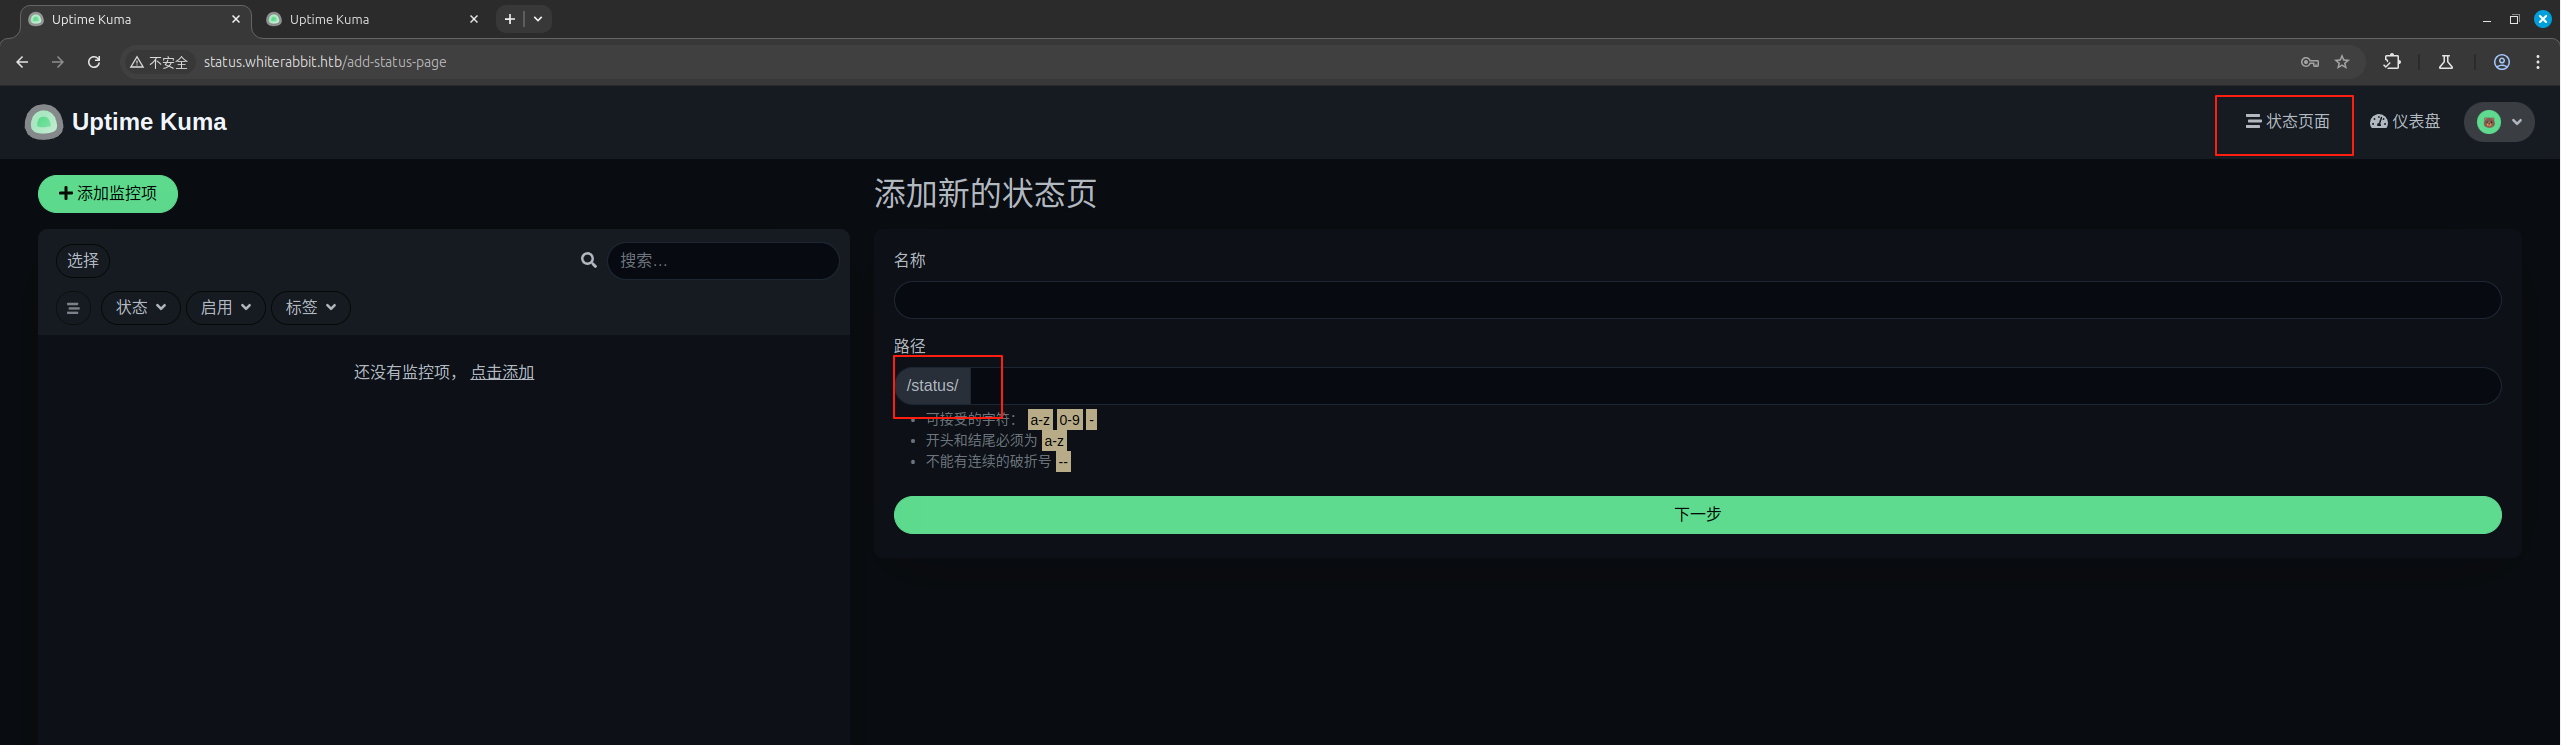 Uptime Kuma
Uptime Kuma
不安全 status.whiterabbit.htb/add-status-page
Uptime Kuma
状态页面
仪表盘
添加监控项
选择
搜索...
状态
启用
标签
还没有监控项， 点击添加
添加新的状态页
名称
路径
/status/
可接受的字符： a-z 0-9 -
开头和结尾必须为 a-z
不能有连续的破折号 --
下一步